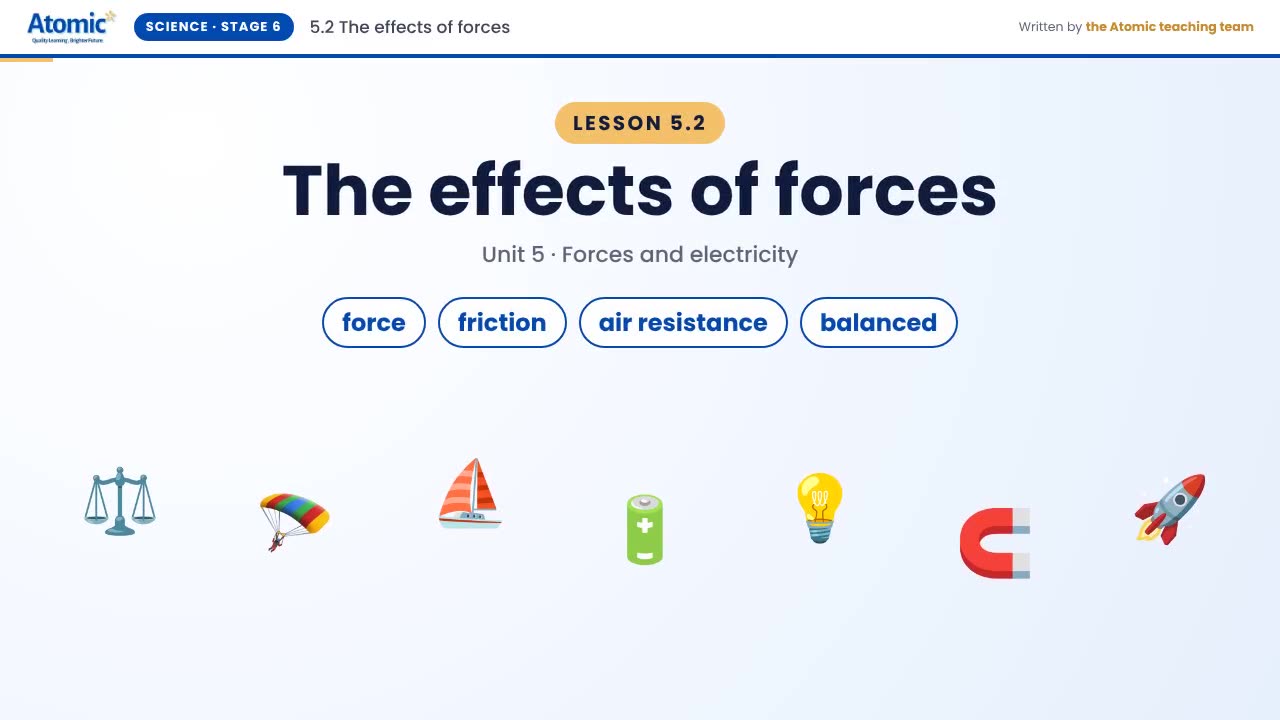 Atomic
Quality Learning. Brighter Future.
SCIENCE · STAGE 6
5.2 The effects of forces
Written by the Atomic teaching team
LESSON 5.2
The effects of forces
Unit 5 · Forces and electricity
force
friction
air resistance
balanced